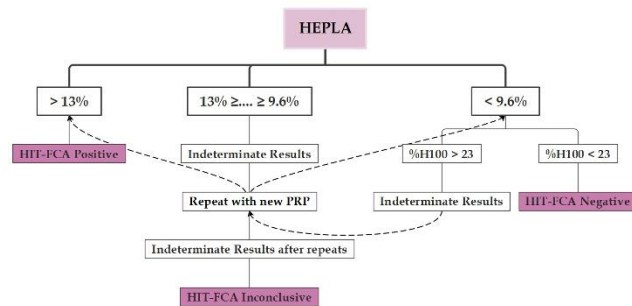 HEPLA
> 13%
13% ≥.... ≥ 9.6%
< 9.6%
HIT-FCA Positive
Indeterminate Results
%H100 > 23
%H100 < 23
Repeat with new PRP
Indeterminate Results
HIT-FCA Negative
Indeterminate Results after repeats
HIT-FCA Inconclusive